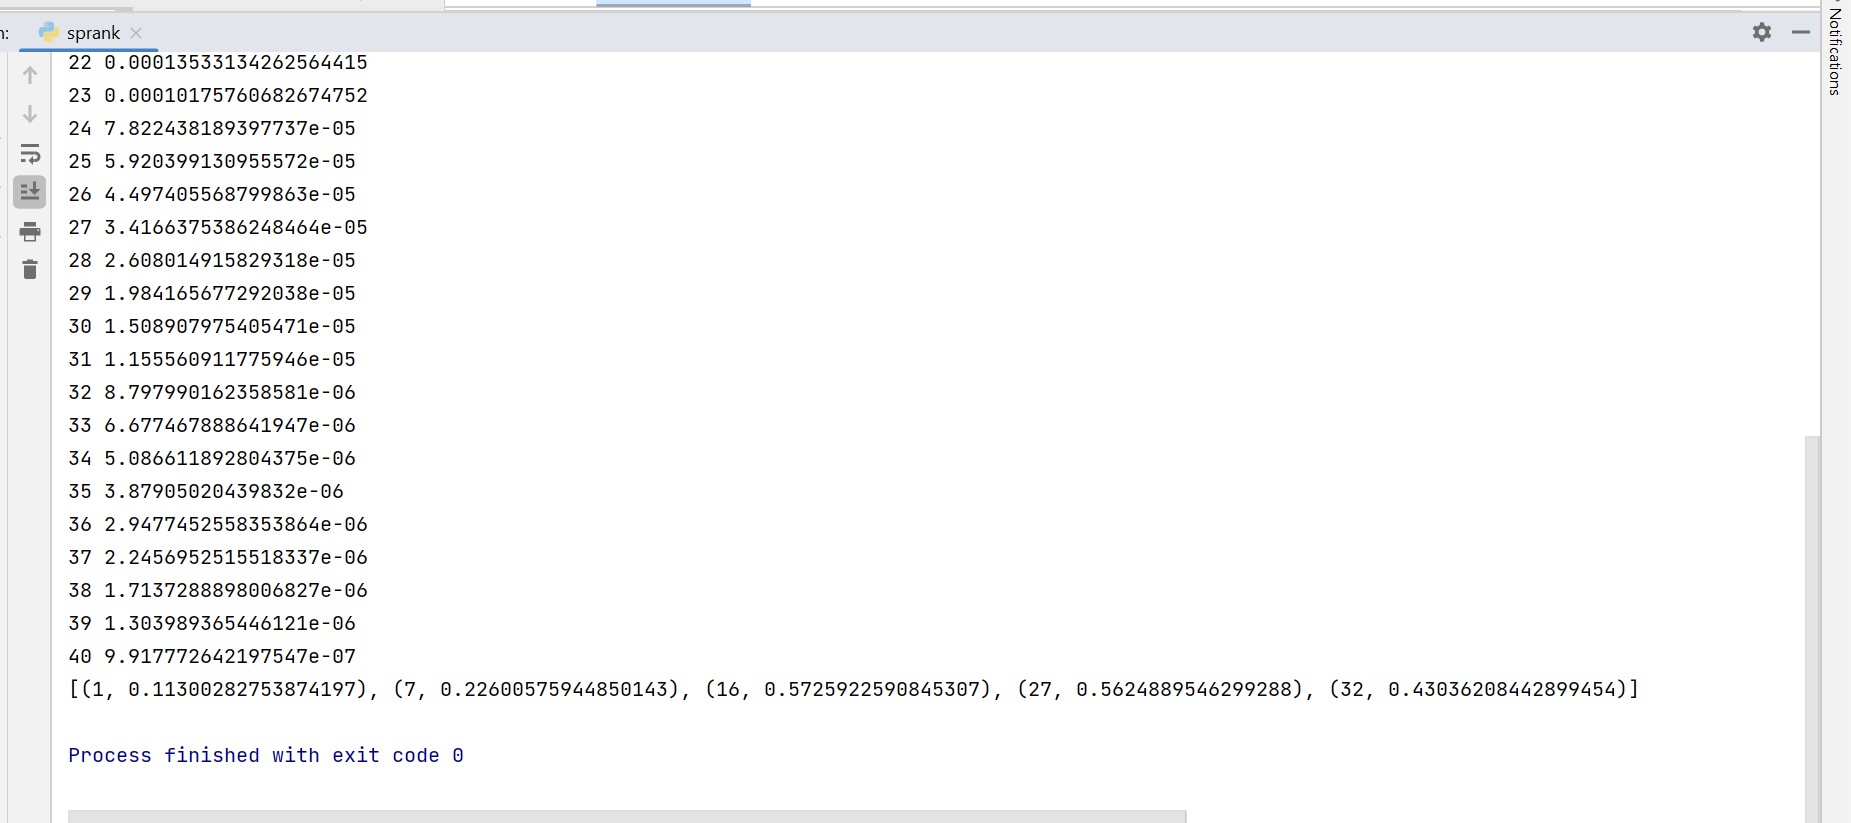 n:
sprank
Notifications
22 0.00013533134262564415
23 0.000101757606826747​52
24 7.822438189397737e-05
25 5.920399130955572e-05
26 4.497405568799863e-05
27 3.4166375386248464e-05
28 2.608014915829318e-05
29 1.984165677292038e-05
30 1.508907975405471e-05
31 1.155560911775946e-05
32 8.797990162358581e-06
33 6.677467888641947e-06
34 5.086611892804375e-06
35 3.87905020439832e-06
36 2.9477452558353864e-06
37 2.2456952515518337e-06
38 1.7137288898006827e-06
39 1.303989365446121e-06
40 9.917772642197547e-07
[(1, 0.11300282753874197), (7, 0.22600575944850143), (16, 0.5725922590845307), (27, 0.5624889546299288), (32, 0.43036208442899454)]
Process finished with exit code 0